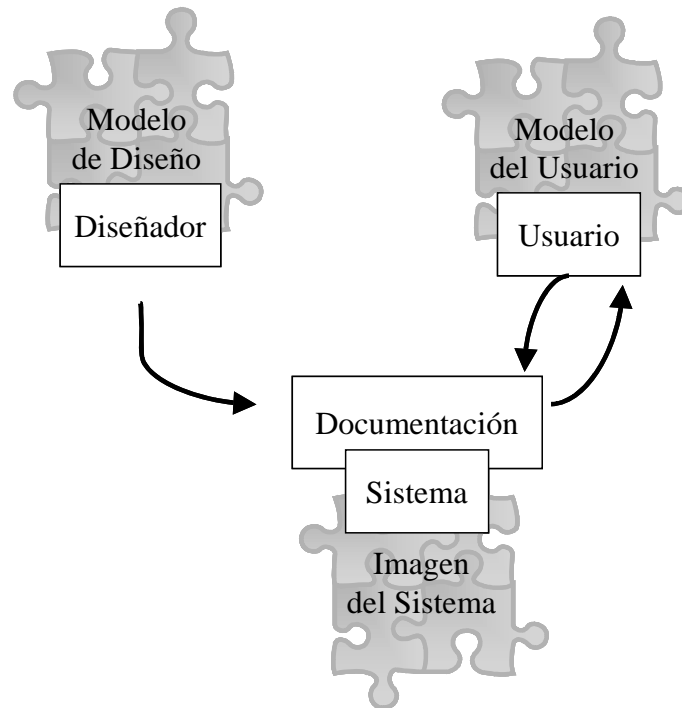 Modelo
de Diseño
Diseñador
Modelo
del Usuario
Usuario
Documentación
Sistema
Imagen
del Sistema